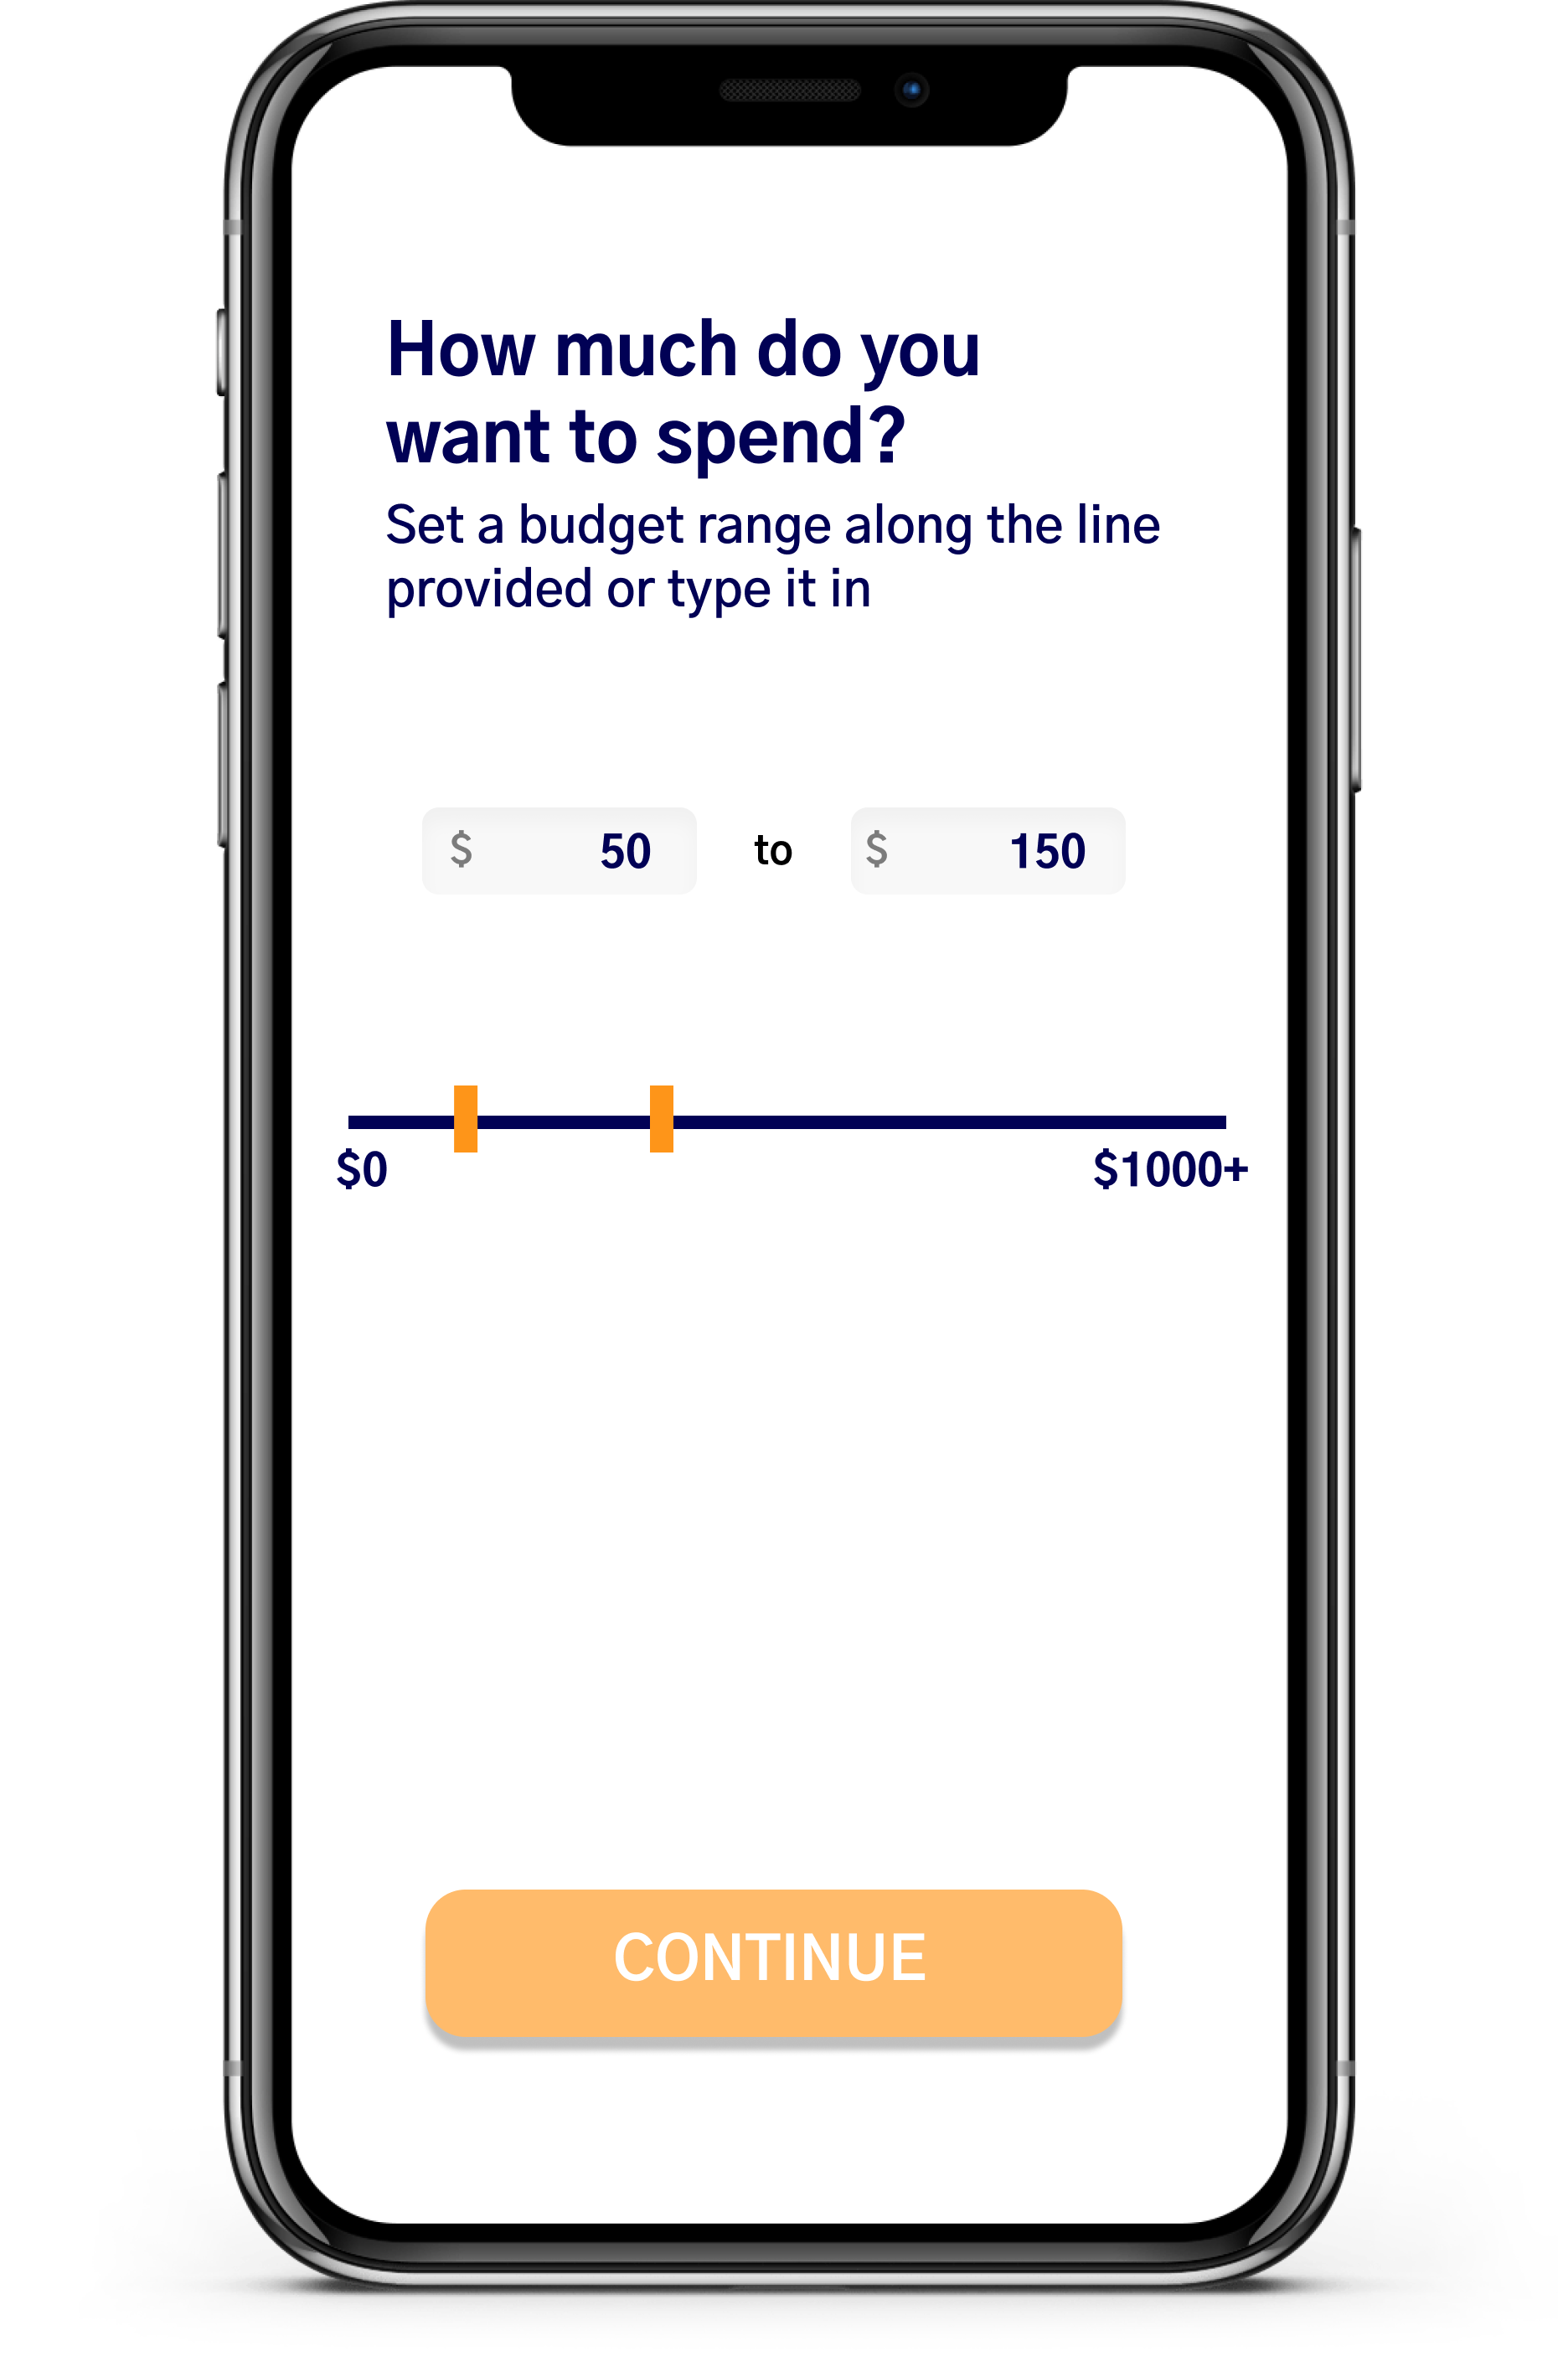 How much do you
want to spend?
Set a budget range along the line
provided or type it in
$ 50 to $ 150
$0 $1000+
CONTINUE